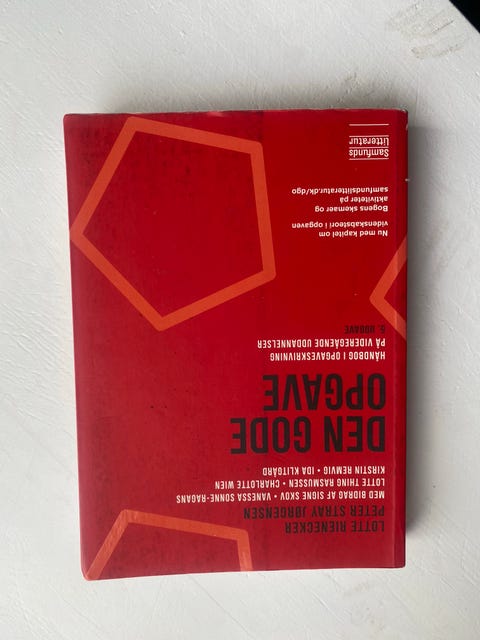 LOTTE RIENECKER
PETER STRAY JØRGENSEN
MED BIDRAG AF SIGNE SKOV • VANESSA SONNE-RAGANS
LOTTE THING RASMUSSEN • CHARLOTTE WIEN
KIRSTIN REMVIG • IDA KLITGÅRD
DEN GODE
OPGAVE
HÅNDBOG I OPGAVESKRIVNING
PÅ VIDEREGÅENDE UDDANNELSER
5. UDGAVE
Nu med kapitel om
videnskabsteori i opgaven
Bogens skemaer og
aktiviteter på
samfundslitteratur.dk/dgo
Samfunds
litteratur